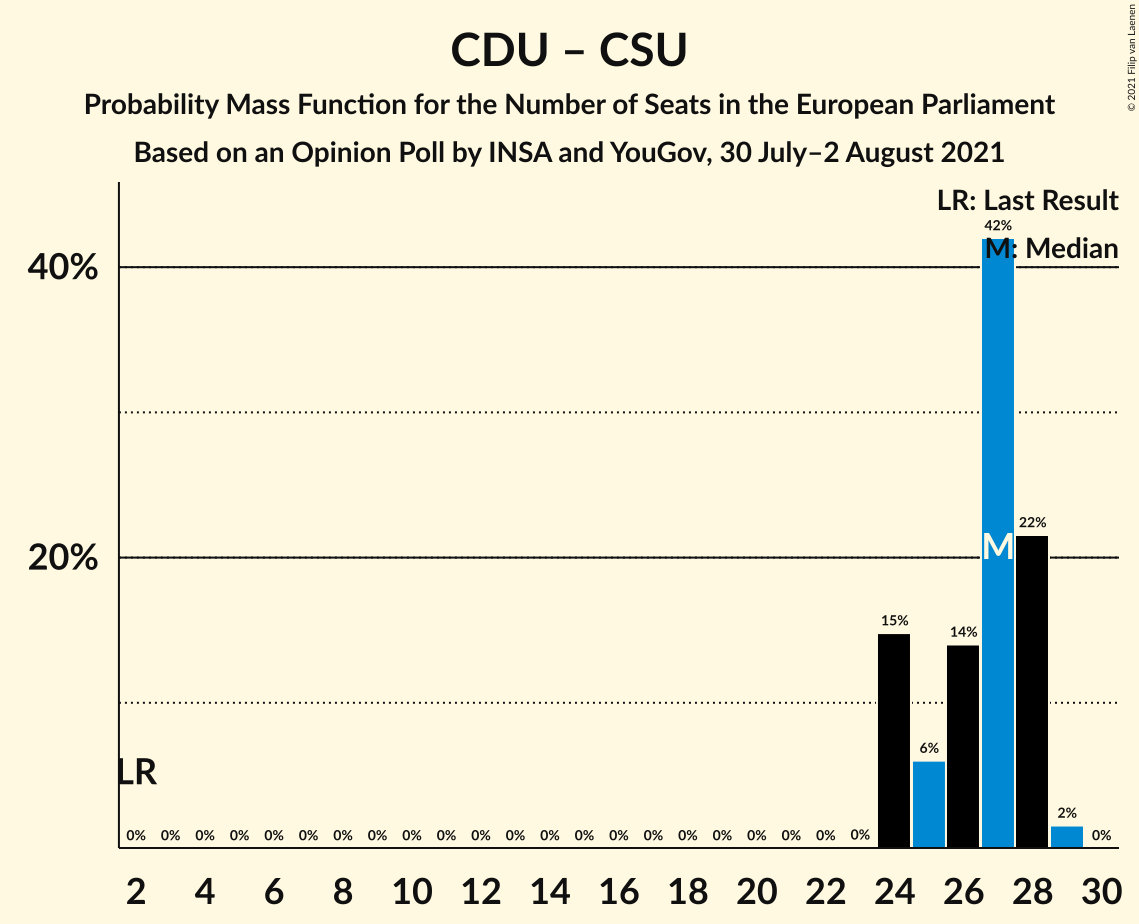 CDU – CSU
Probability Mass Function for the Number of Seats in the European Parliament
Based on an Opinion Poll by INSA and YouGov, 30 July–2 August 2021
© 2021 Filip van Laenen
LR: Last Result
42%
M: Median
40%
22%
M
20%
15%
14%
6%
LR
2%
0% 0% 0% 0% 0% 0% 0% 0% 0% 0% 0% 0% 0% 0% 0% 0% 0% 0% 0% 0% 0% 0% 0%
2 4 6 8 10 12 14 16 18 20 22 24 26 28 30